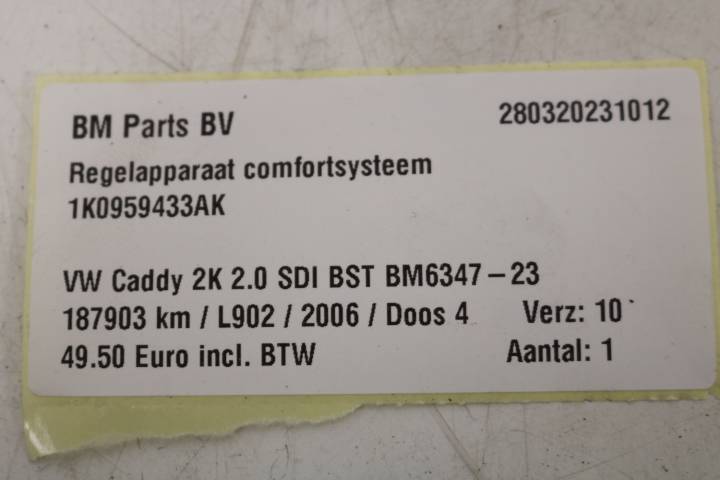 BM Parts BV 280320231012
Regelapparaat comfortsysteem
1K0959433AK
VW Caddy 2K 2.0 SDI BST BM6347-23
187903 km / L902 / 2006 / Doos 4 Verz: 10
49.50 Euro incl. BTW Aantal: 1